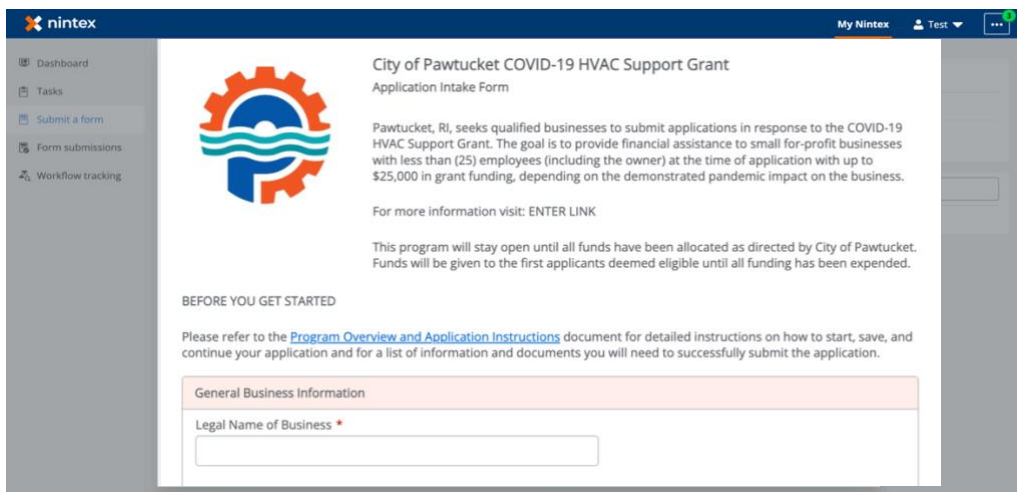 nintex
My Nintex
Test
...
3
Dashboard
Tasks
Submit a form
Form submissions
Workflow tracking
City of Pawtucket COVID-19 HVAC Support Grant
Application Intake Form
Pawtucket, RI, seeks qualified businesses to submit applications in response to the COVID-19
HVAC Support Grant. The goal is to provide financial assistance to small for-profit businesses
with less than (25) employees (including the owner) at the time of application with up to
$25,000 in grant funding, depending on the demonstrated pandemic impact on the business.
For more information visit: ENTER LINK
This program will stay open until all funds have been allocated as directed by City of Pawtucket.
Funds will be given to the first applicants deemed eligible until all funding has been expended.
BEFORE YOU GET STARTED
Please refer to the Program Overview and Application Instructions document for detailed instructions on how to start, save, and
continue your application and for a list of information and documents you will need to successfully submit the application.
General Business Information
Legal Name of Business *